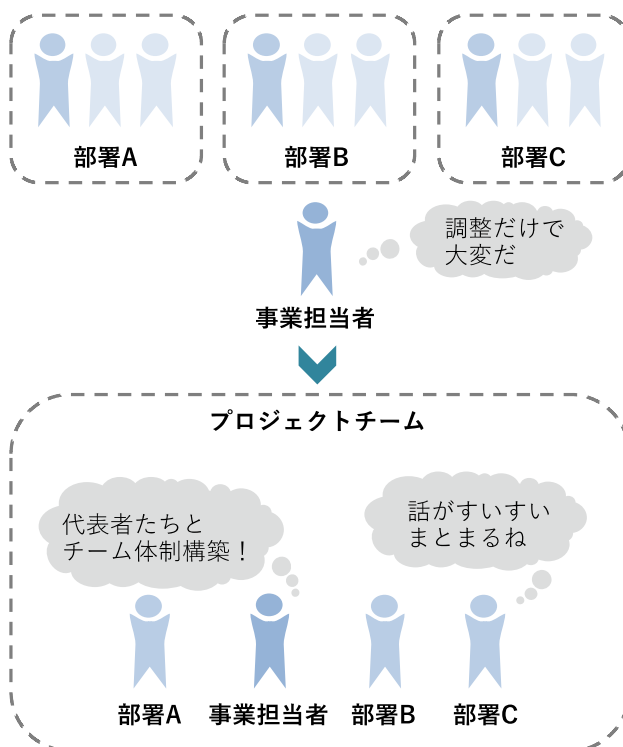 部署A
部署B
部署C
調整だけで
大変だ
事業担当者
プロジェクトチーム
代表者たちと
チーム体制構築！
話がすいすい
まとまるね
部署A
事業担当者
部署B
部署C